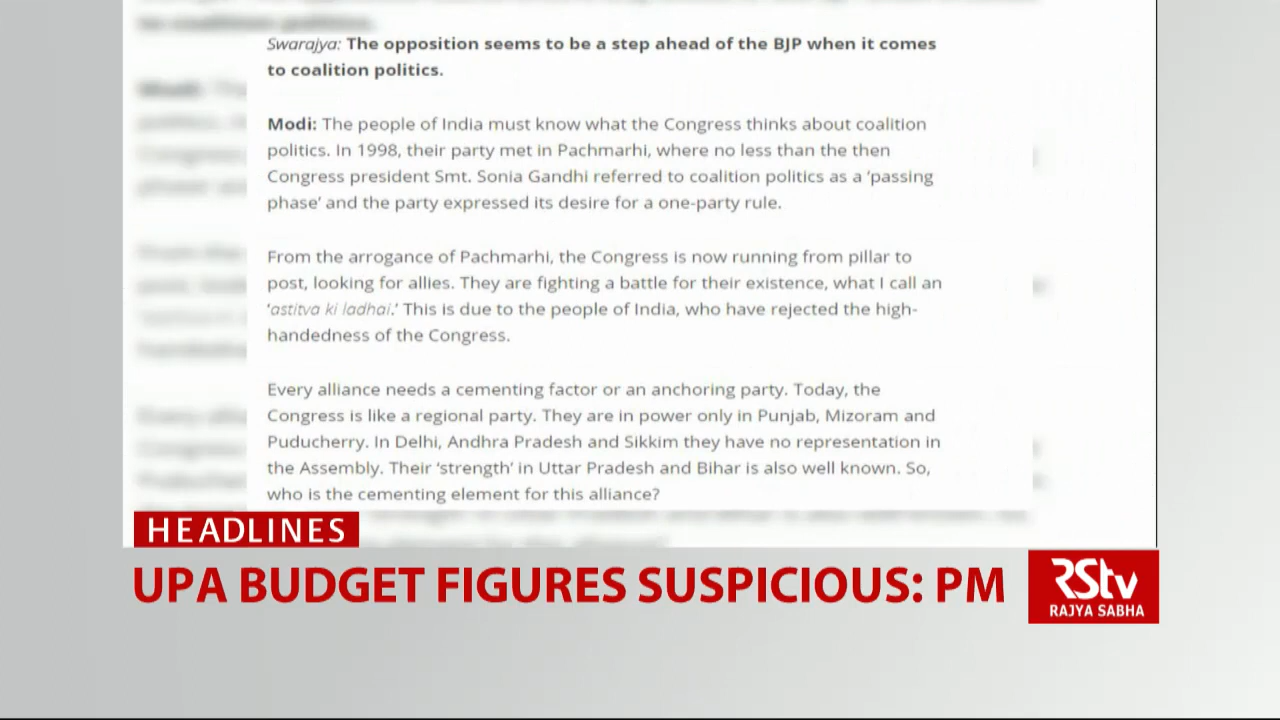 Swarajya: The opposition seems to be a step ahead of the BJP when it comes
to coalition politics.
Modi: The people of India must know what the Congress thinks about coalition
politics. In 1998, their party met in Pachmarhi, where no less than the then
Congress president Smt. Sonia Gandhi referred to coalition politics as a ‘passing
phase’ and the party expressed its desire for a one-party rule.
From the arrogance of Pachmarhi, the Congress is now running from pillar to
post, looking for allies. They are fighting a battle for their existence, what I call an
‘astitva ki ladhai.’ This is due to the people of India, who have rejected the high-
handedness of the Congress.
Every alliance needs a cementing factor or an anchoring party. Today, the
Congress is like a regional party. They are in power only in Punjab, Mizoram and
Puducherry. In Delhi, Andhra Pradesh and Sikkim they have no representation in
the Assembly. Their ‘strength’ in Uttar Pradesh and Bihar is also well known. So,
who is the cementing element for this alliance?
HEADLINES
UPA BUDGET FIGURES SUSPICIOUS: PM
RStv
RAJYA SABHA